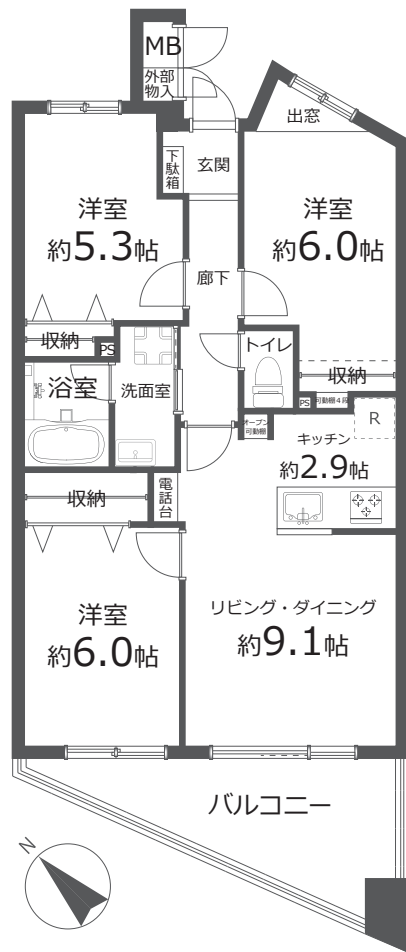 MB
外部
物入
出窓
下駄箱
玄関
洋室
約5.3帖
洋室
約6.0帖
廊下
収納
PS
トイレ
収納
浴室
洗面室
PS
可動棚4段
R
オープン
可動棚
キッチン
約2.9帖
収納
電話台
洋室
約6.0帖
リビング・ダイニング
約9.1帖
バルコニー
N